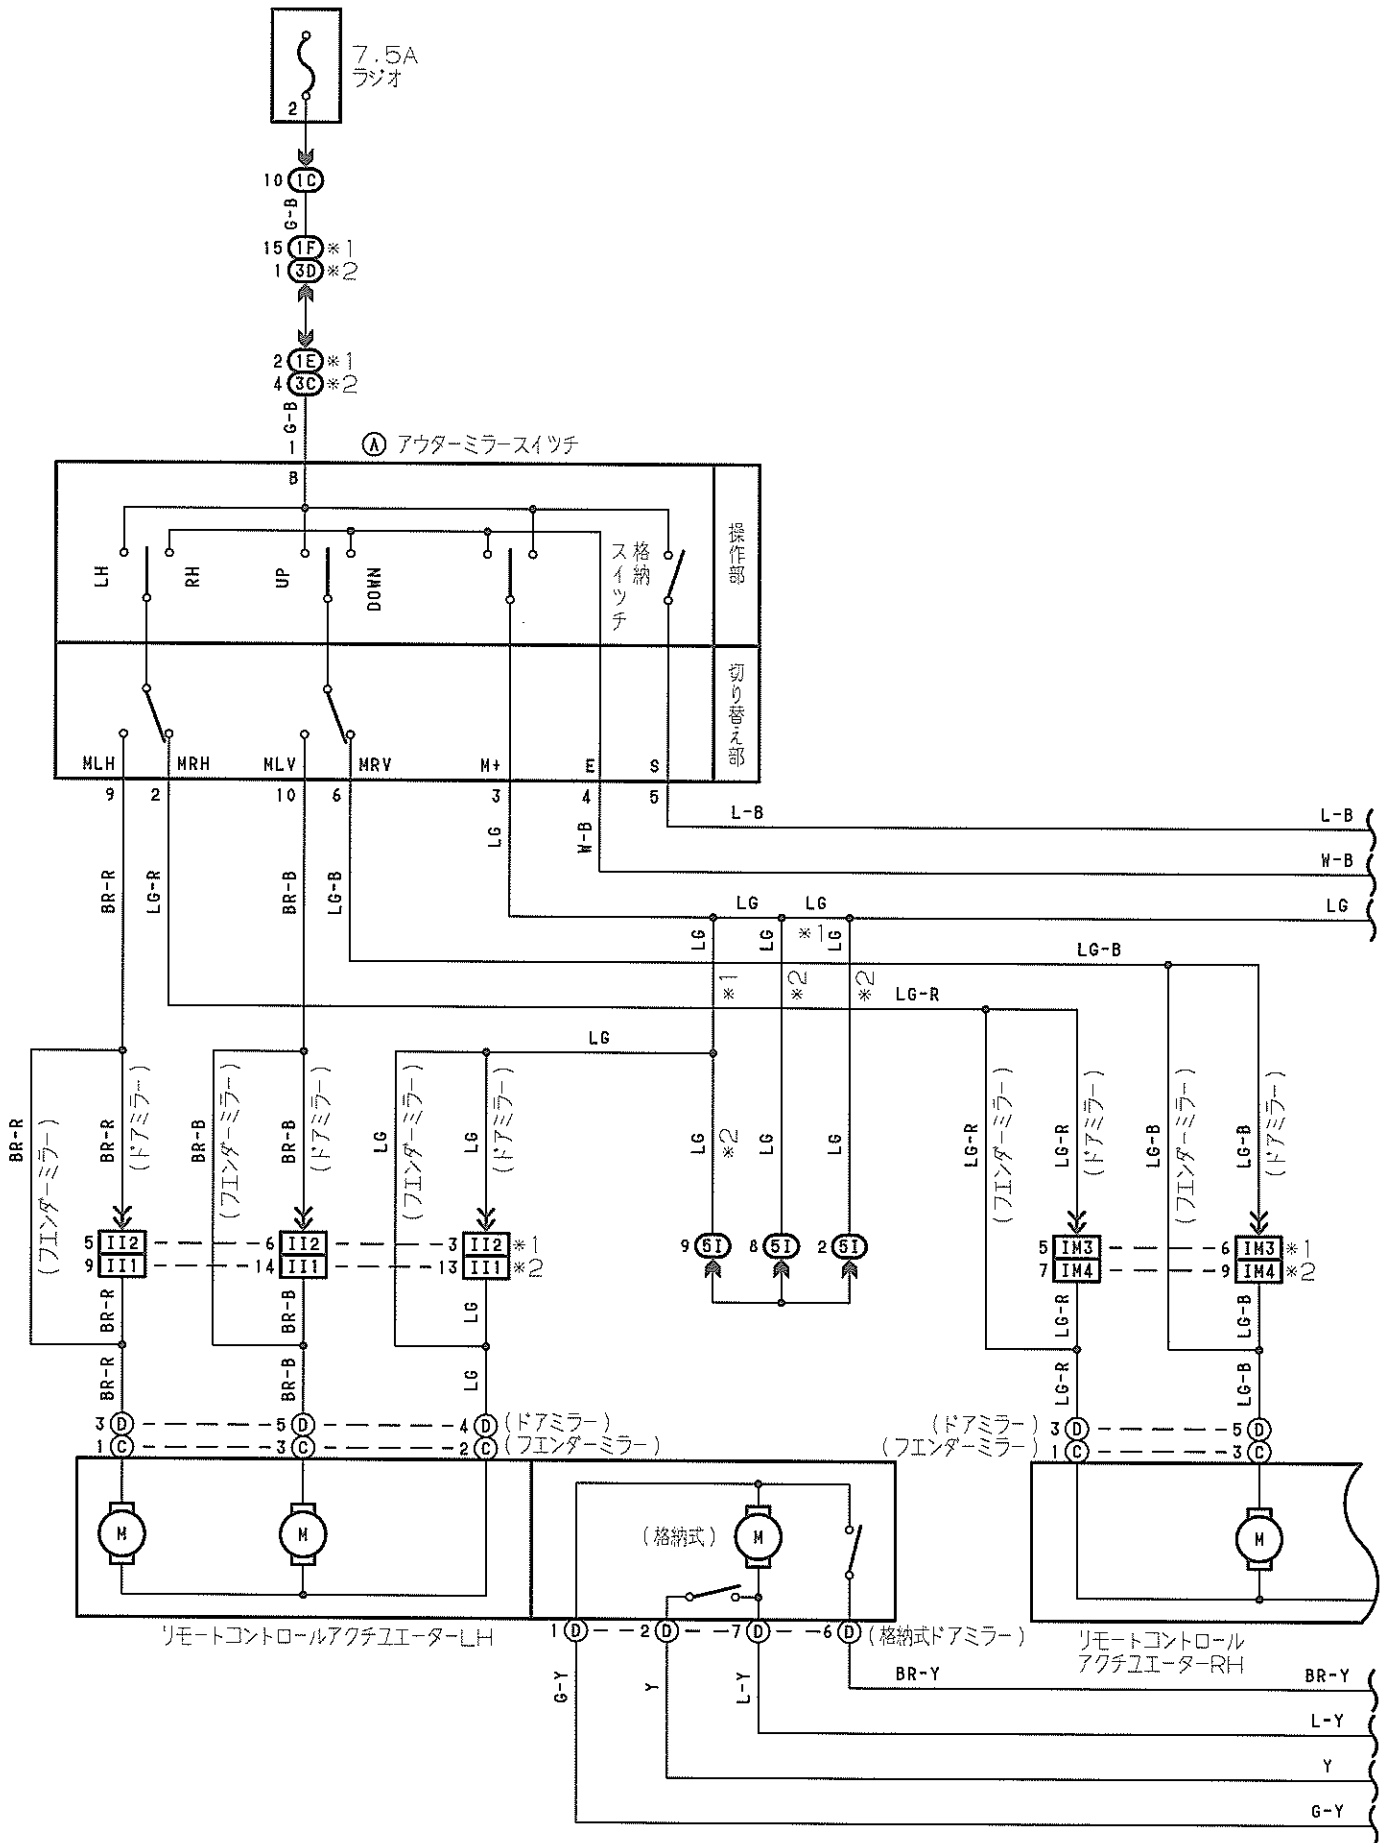 7.5A
ラジオ
2
10 1C
G-B
15 1F *1
1 3D *2
2 1E *1
4 3C *2
G-B
1
A アウターミラースイッチ
B
LH
RH
UP
DOWN
格納
スイッチ
操作部
切り替え部
MLH
MRH
MLV
MRV
M+
E
S
9
2
10
6
3
4
5
BR-R
LG-R
BR-B
LG-B
LG
W-B
L-B
L-B
W-B
LG
LG
LG
LG
LG
*1
LG
*1
*2
*2
LG-B
LG-R
LG
BR-R
(フエンダーミラー)
BR-R
(ドアミラー)
BR-B
(フエンダーミラー)
BR-B
(ドアミラー)
LG
(フエンダーミラー)
LG
(ドアミラー)
LG
*2
LG
LG
LG-R
(フエンダーミラー)
LG-R
(ドアミラー)
LG-B
(フエンダーミラー)
LG-B
(ドアミラー)
5 II2 6 II2 3 II2 *1
9 II1 14 II1 13 II1 *2
9 5I 8 5I 2 5I
5 IM3 6 IM3 *1
7 IM4 9 IM4 *2
BR-R
BR-B
LG
LG-R
LG-B
BR-R
BR-B
LG
LG-R
LG-B
3 D 5 D 4 D (ドアミラー)
1 C 3 C 2 C (フエンダーミラー)
(ドアミラー) 3 D 5 D
(フエンダーミラー) 1 C 3 C
M
M
(格納式)
M
M
リモートコントロールアクチユエーターLH
1 D 2 D 7 D 6 D (格納式ドアミラー)
リモートコントロール
アクチユエーターRH
G-Y
Y
L-Y
BR-Y
BR-Y
L-Y
Y
G-Y